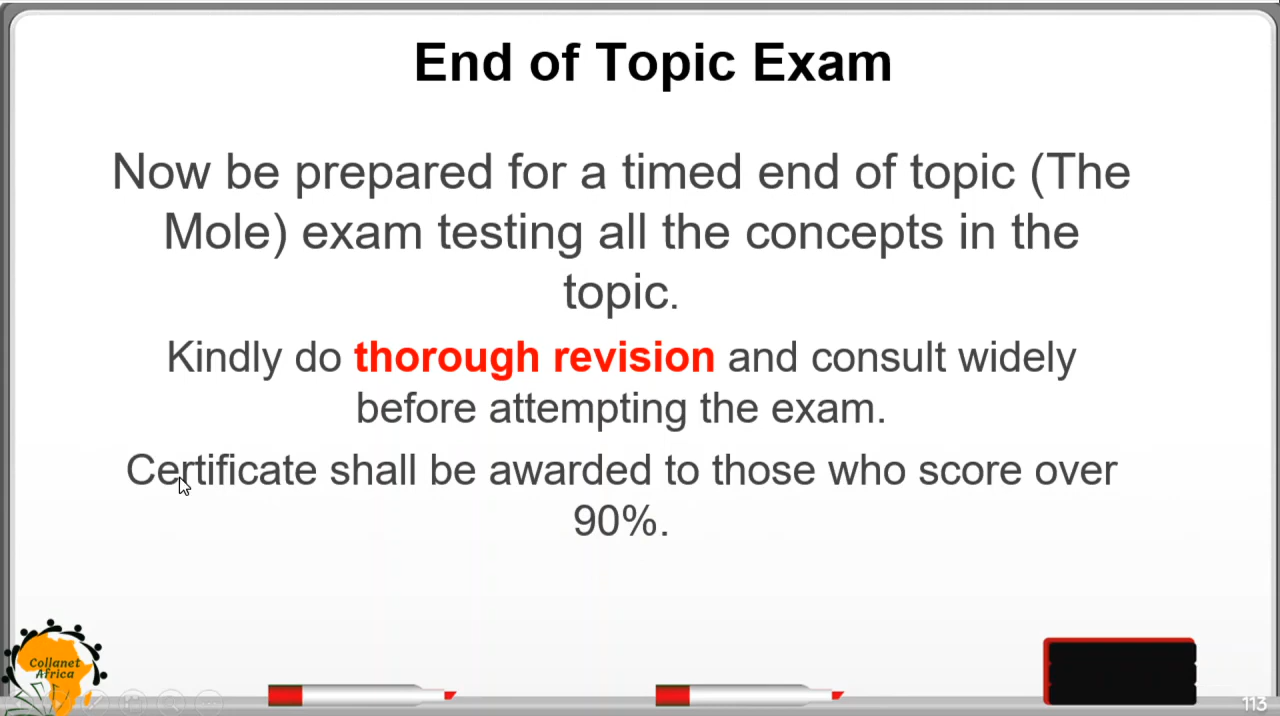 End of Topic Exam
Now be prepared for a timed end of topic (The
Mole) exam testing all the concepts in the
topic.
Kindly do thorough revision and consult widely
before attempting the exam.
Certificate shall be awarded to those who score over
90%.
Collanet
Africa
113